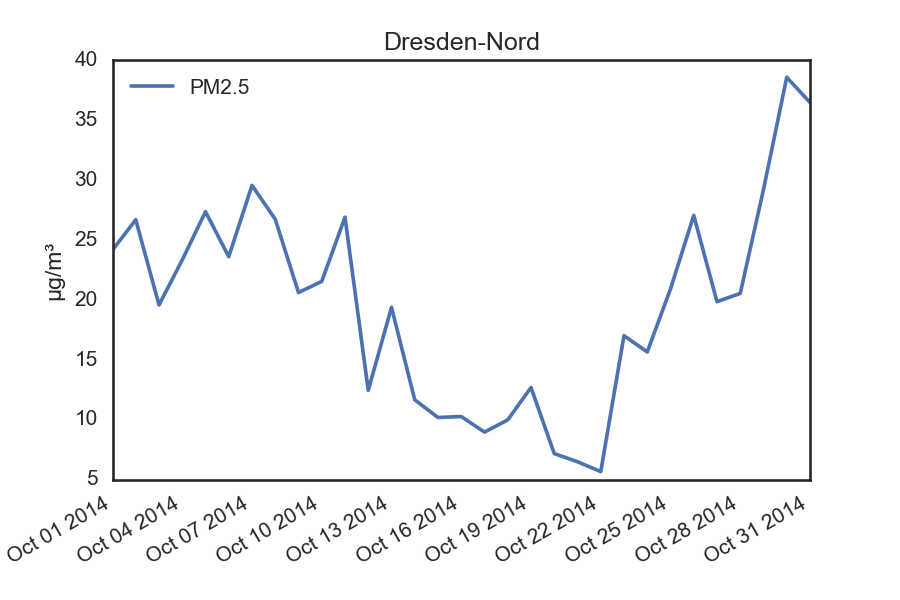 Dresden-Nord
PM2.5
µg/m³
40
35
30
25
20
15
10
5
Oct 01 2014
Oct 04 2014
Oct 07 2014
Oct 10 2014
Oct 13 2014
Oct 16 2014
Oct 19 2014
Oct 22 2014
Oct 25 2014
Oct 28 2014
Oct 31 2014